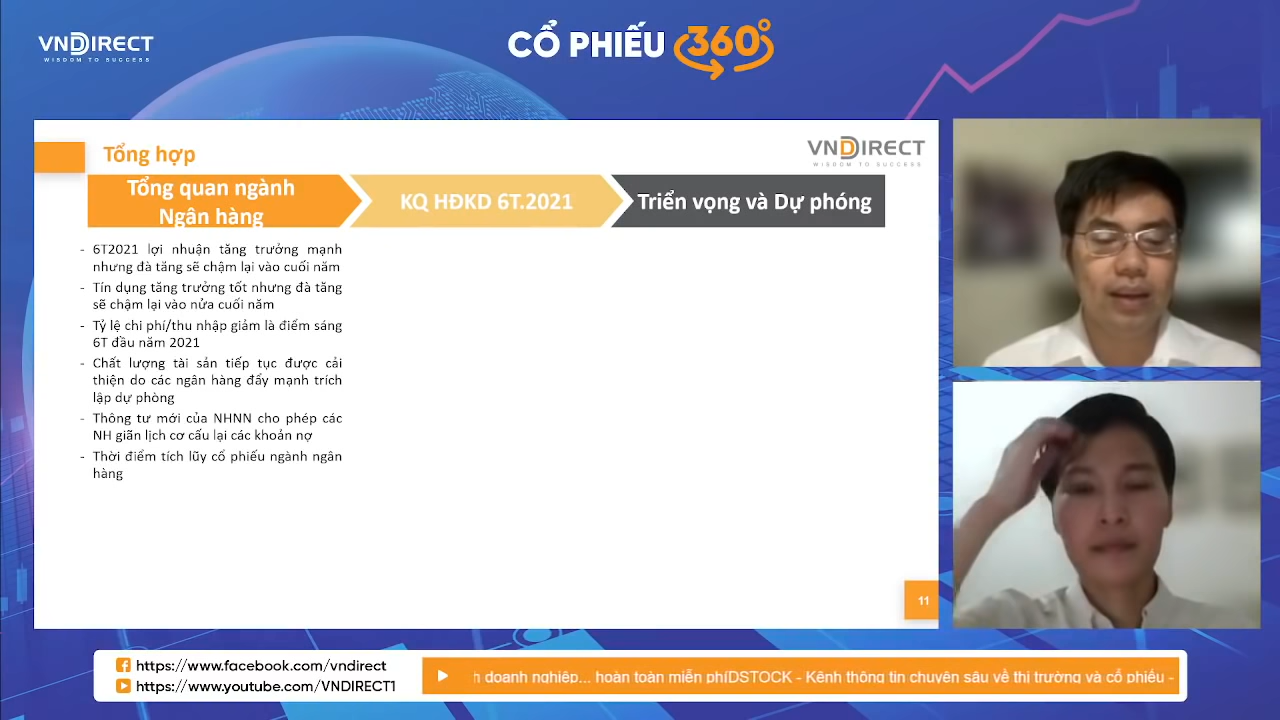 VNDIRECT
WISDOM TO SUCCESS
CỔ PHIẾU 360°
Tổng hợp
VNDIRECT
WISDOM TO SUCCESS
Tổng quan ngành
Ngân hàng
KQ HĐKD 6T.2021
Triển vọng và Dự phóng
- 6T2021 lợi nhuận tăng trưởng mạnh
nhưng đà tăng sẽ chậm lại vào cuối năm
- Tín dụng tăng trưởng tốt nhưng đà tăng
sẽ chậm lại vào nửa cuối năm
- Tỷ lệ chi phí/thu nhập giảm là điểm sáng
6T đầu năm 2021
- Chất lượng tài sản tiếp tục được cải
thiện do các ngân hàng đẩy mạnh trích
lập dự phòng
- Thông tư mới của NHNN cho phép các
NH giãn lịch cơ cấu lại các khoản nợ
- Thời điểm tích lũy cổ phiếu ngành ngân
hàng
11
https://www.facebook.com/vndirect
https://www.youtube.com/VNDIRECT1
h doanh nghiệp... hoàn toàn miễn phíDSTOCK - Kênh thông tin chuyên sâu về thị trường và cổ phiếu -